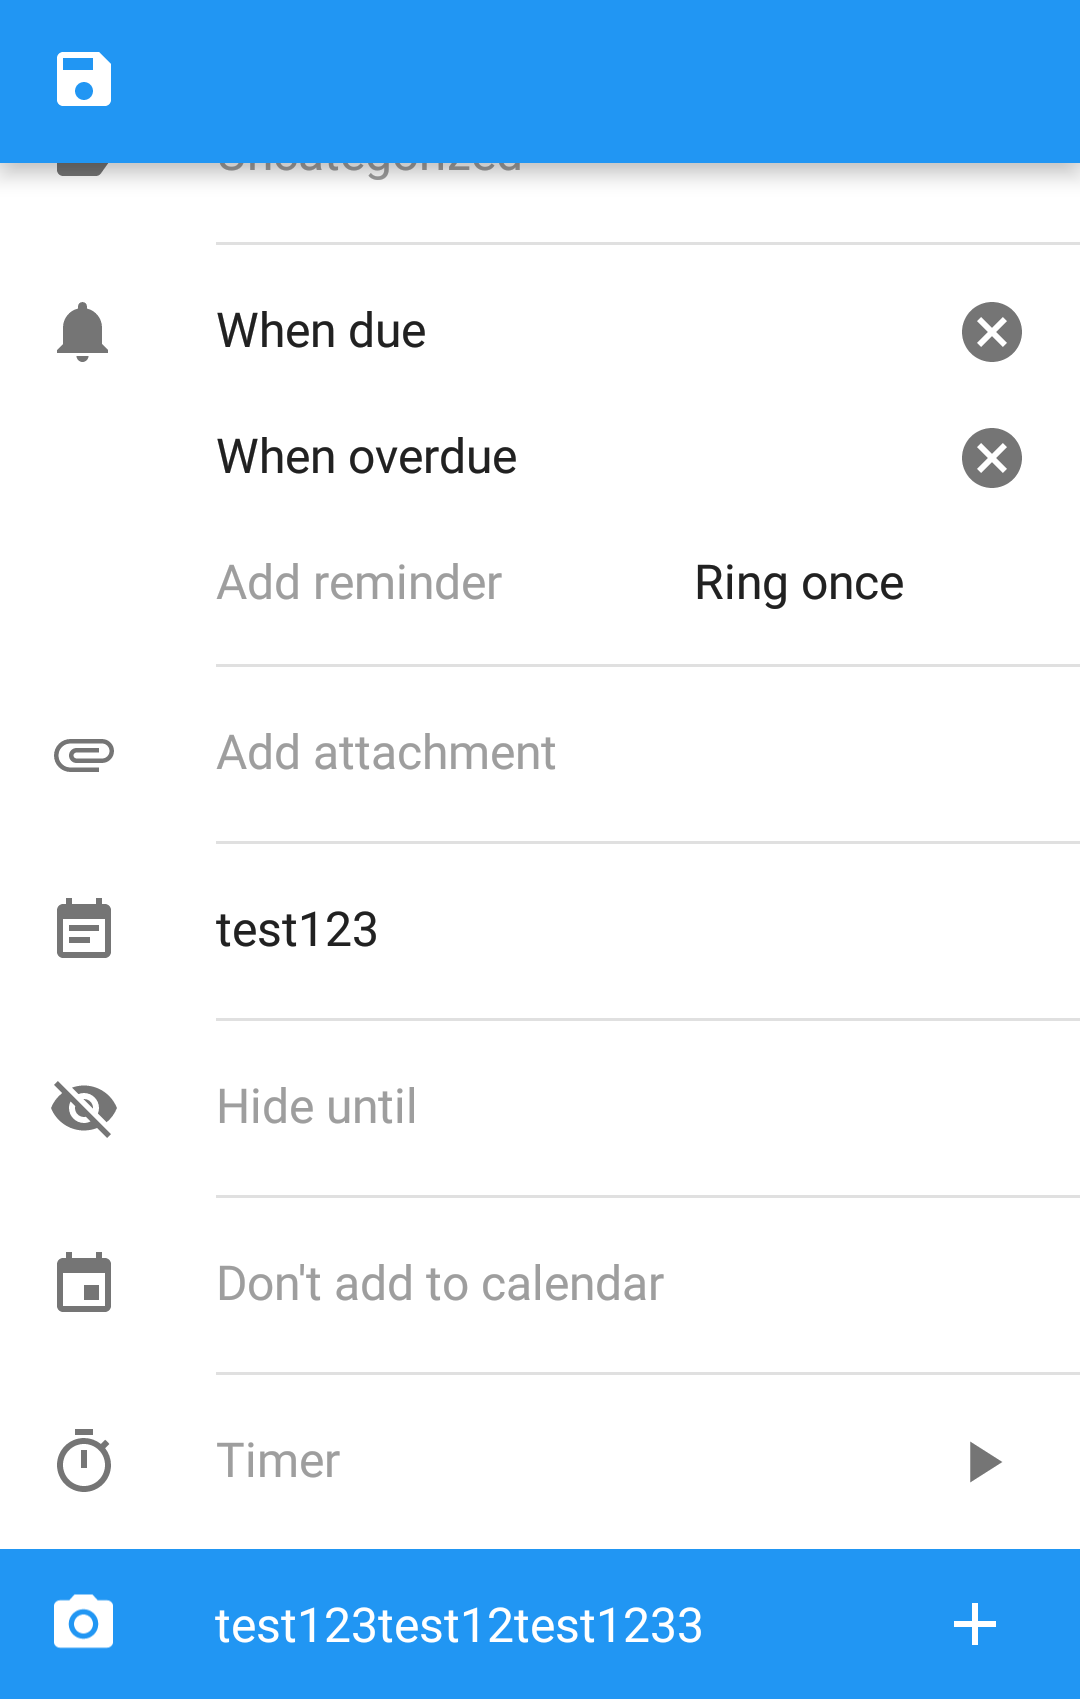 Uncategorized
When due
When overdue
Add reminder Ring once
Add attachment
test123
Hide until
Don't add to calendar
Timer
test123test12test1233